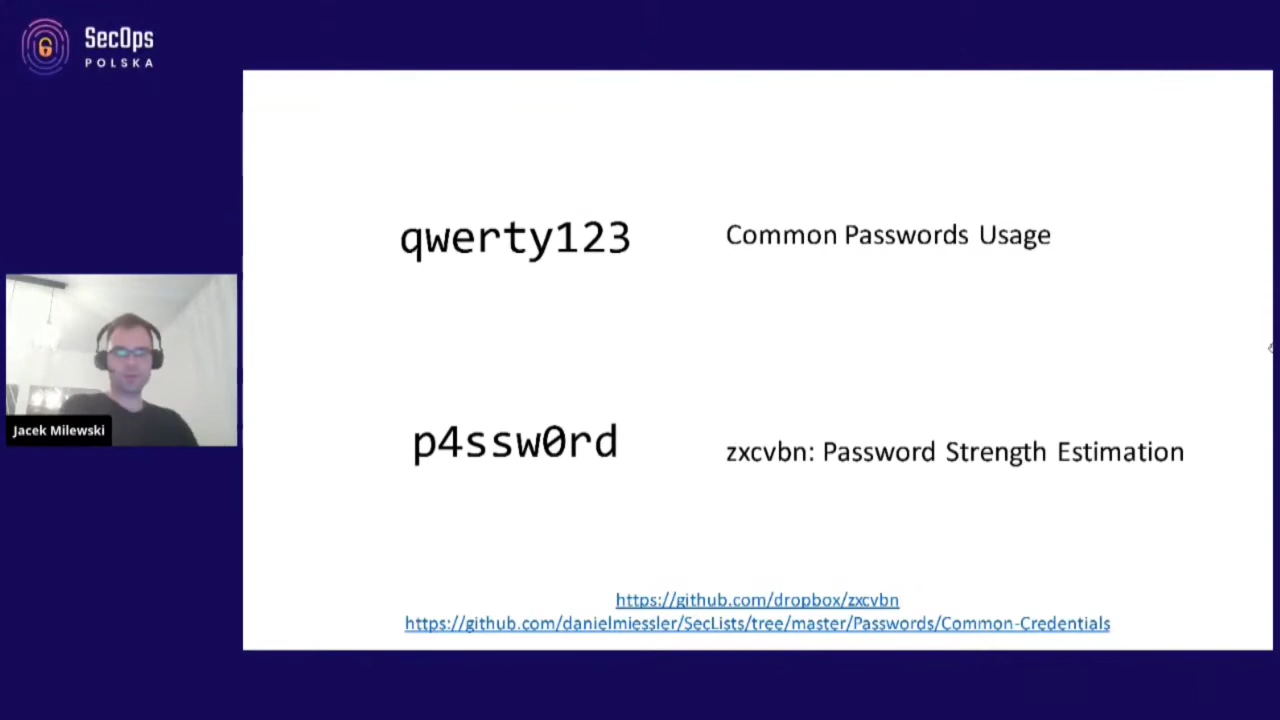 SecOps
POLSKA
qwerty123
Common Passwords Usage
Jacek Milewski
p4ssw0rd
zxcvbn: Password Strength Estimation
https://github.com/dropbox/zxcvbn
https://github.com/danielmiessler/SecLists/tree/master/Passwords/Common-Credentials